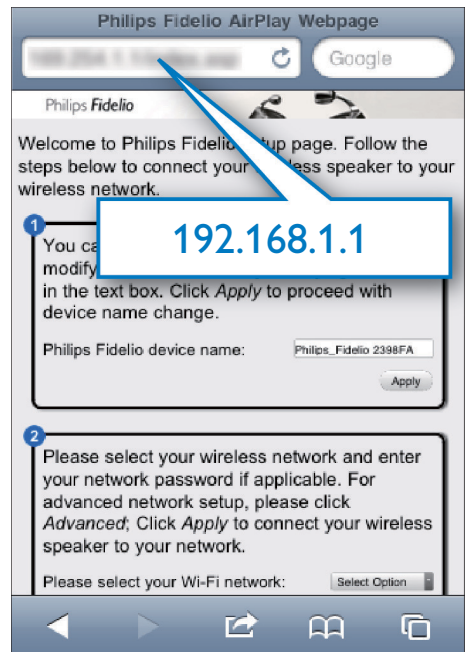 Philips Fidelio AirPlay Webpage
Google
Philips Fidelio
Welcome to Philips Fidelio setup page. Follow the
steps below to connect your wireless speaker to your
wireless network.
192.168.1.1
1
You ca
modify
in the text box. Click Apply to proceed with
device name change.
Philips Fidelio device name:
Philips_Fidelio 2398FA
Apply
2
Please select your wireless network and enter
your network password if applicable. For
advanced network setup, please click
Advanced; Click Apply to connect your wireless
speaker to your network.
Please select your Wi-Fi network:
Select Option